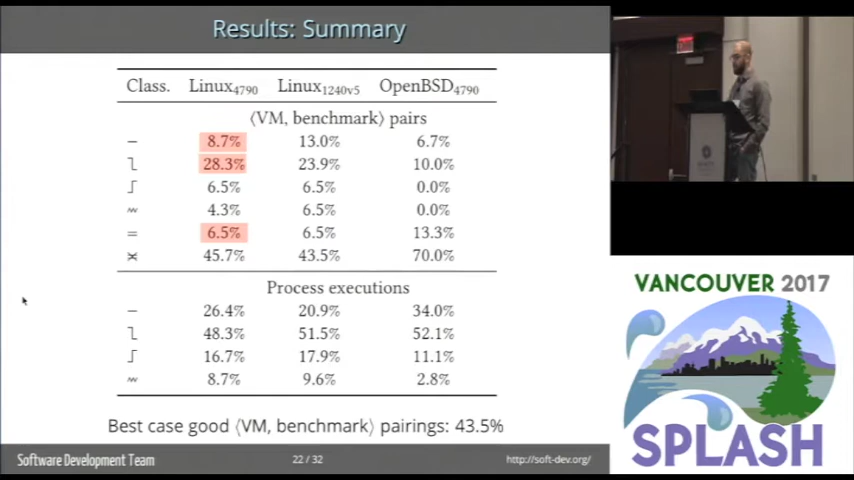 Results: Summary
Class. Linux4790 Linux1240v5 OpenBSD4790
⟨VM, benchmark⟩ pairs
8.7% 13.0% 6.7%
28.3% 23.9% 10.0%
6.5% 6.5% 0.0%
4.3% 6.5% 0.0%
= 6.5% 6.5% 13.3%
45.7% 43.5% 70.0%
Process executions
26.4% 20.9% 34.0%
48.3% 51.5% 52.1%
16.7% 17.9% 11.1%
8.7% 9.6% 2.8%
Best case good ⟨VM, benchmark⟩ pairings: 43.5%
Software Development Team 22 / 32 http://soft-dev.org/
VANCOUVER 2017
SPLASH